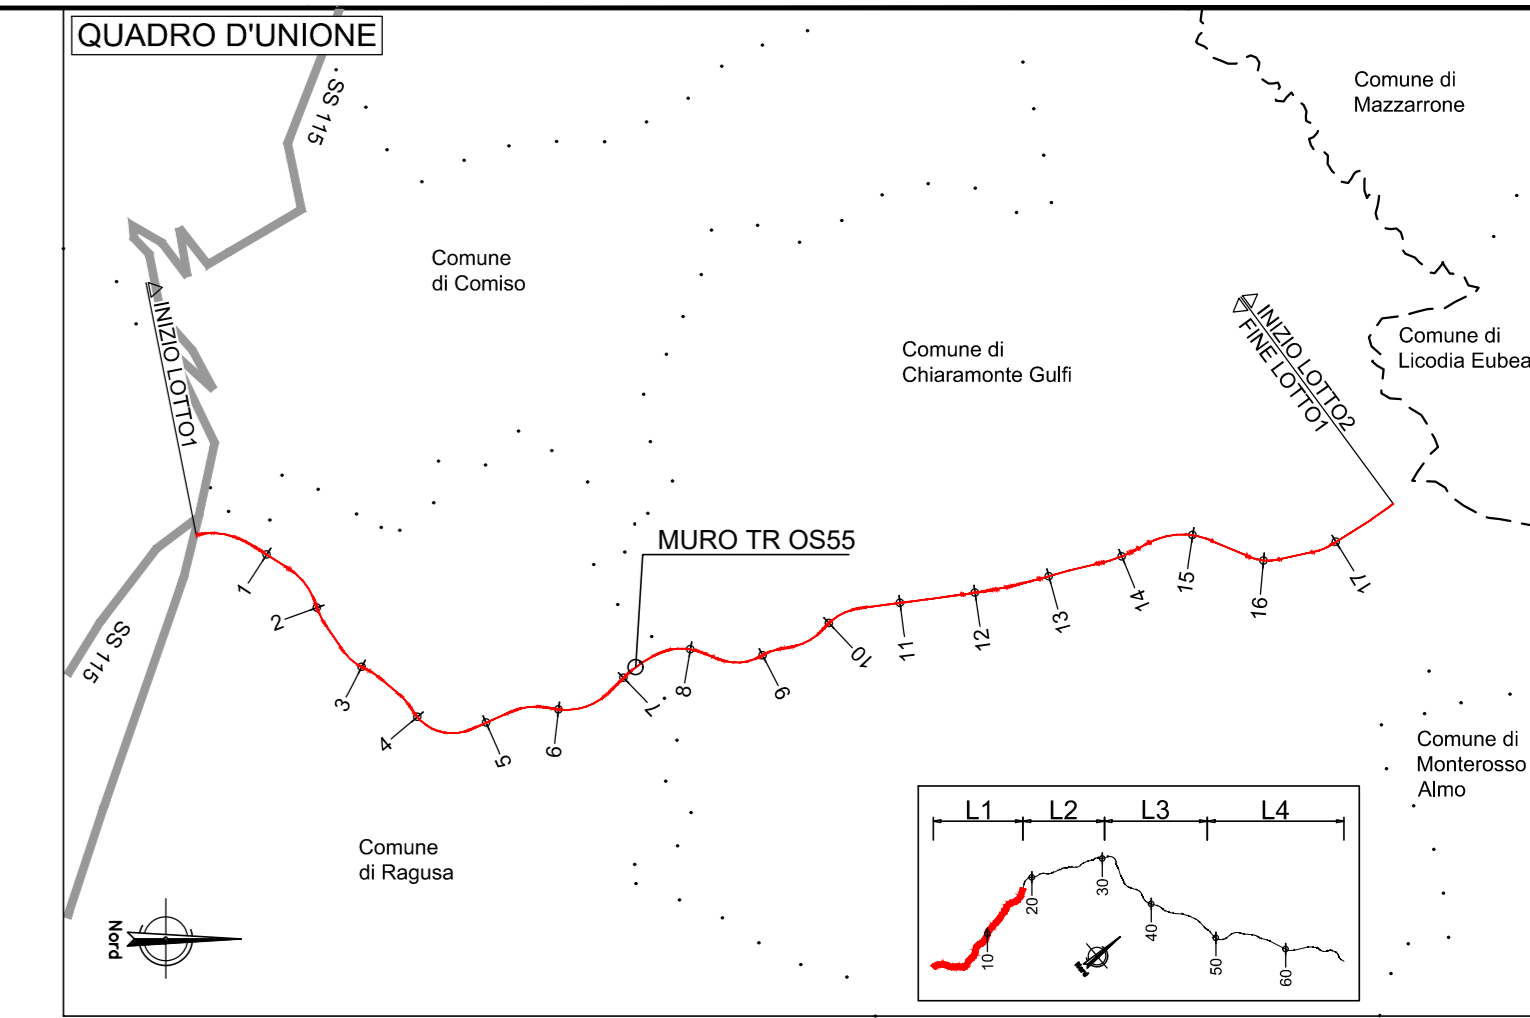 QUADRO D'UNIONE
SS 115
Comune di
Mazzarrone
Comune
di Comiso
INIZIO LOTTO1
Comune di
Chiaramonte Gulfi
INIZIO LOTTO2
FINE LOTTO1
Comune di
Licodia Eubea
MURO TR OS55
SS 115
1
2
3
4
5
6
7
8
9
10
11
12
13
14
15
16
17
Comune di
Monterosso
Almo
Comune
di Ragusa
Nord
L1 L2 L3 L4
10
20
30
40
50
60